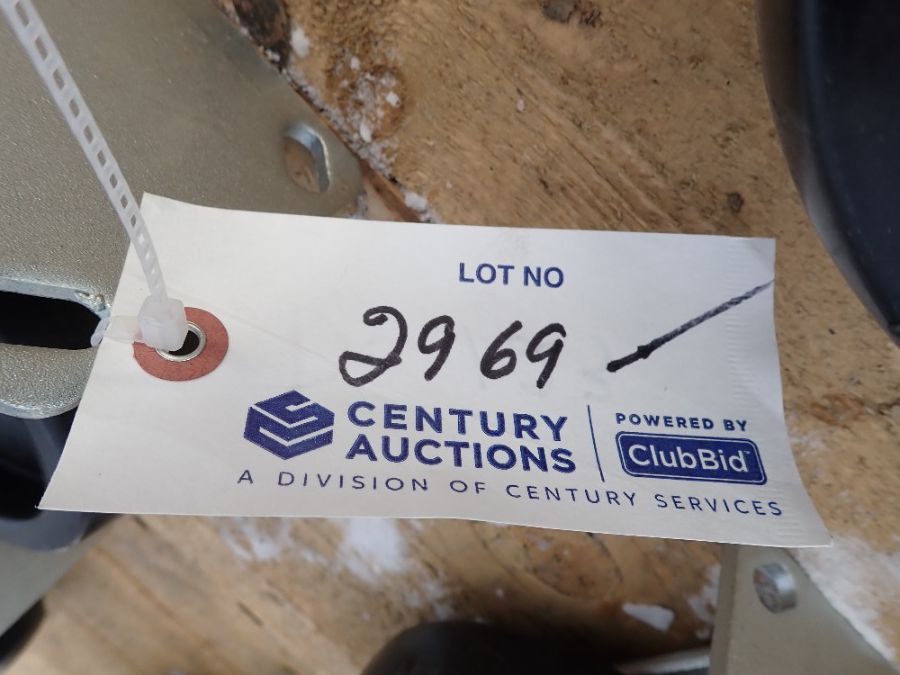 LOT NO
2969
CENTURY
AUCTIONS
A DIVISION OF CENTURY SERVICES
POWERED BY
ClubBid